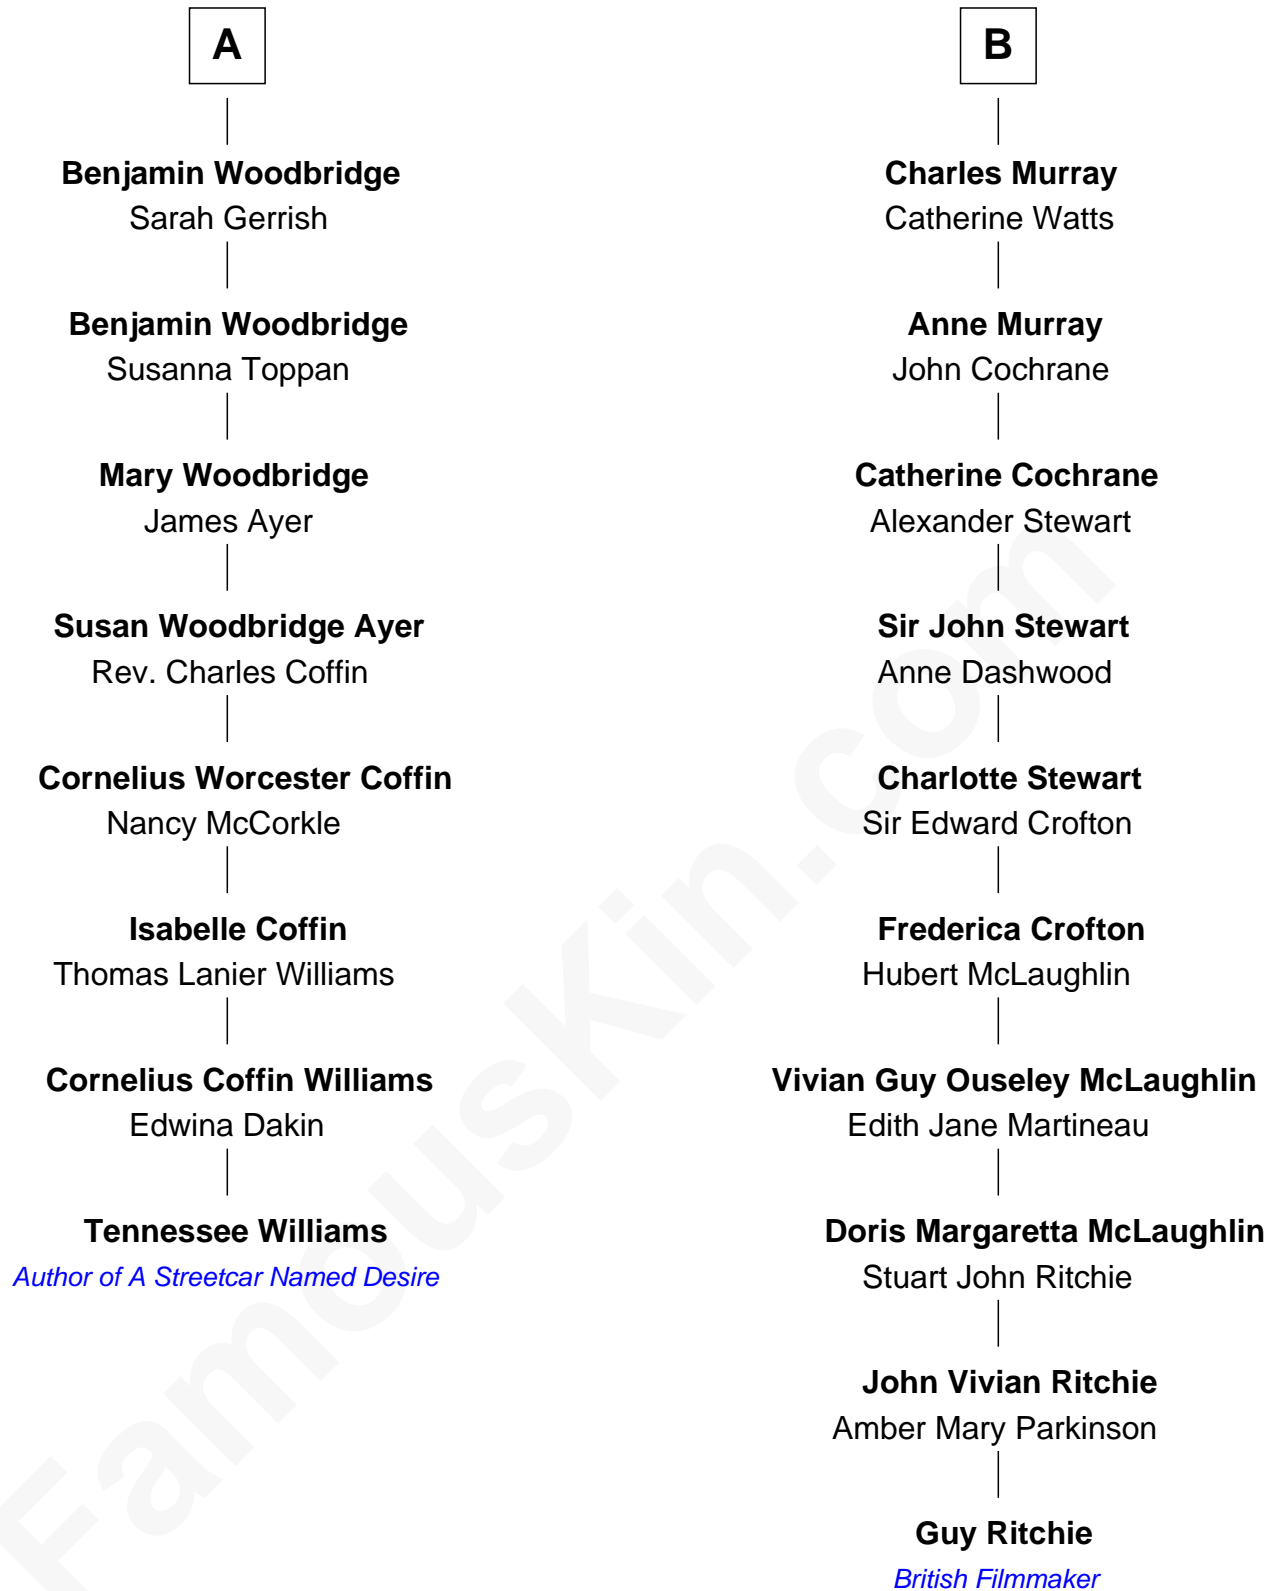 A
Benjamin Woodbridge
Sarah Gerrish
Benjamin Woodbridge
Susanna Toppan
Mary Woodbridge
James Ayer
Susan Woodbridge Ayer
Rev. Charles Coffin
Cornelius Worcester Coffin
Nancy McCorkle
Isabelle Coffin
Thomas Lanier Williams
Cornelius Coffin Williams
Edwina Dakin
Tennessee Williams
Author of A Streetcar Named Desire
B
Charles Murray
Catherine Watts
Anne Murray
John Cochrane
Catherine Cochrane
Alexander Stewart
Sir John Stewart
Anne Dashwood
Charlotte Stewart
Sir Edward Crofton
Frederica Crofton
Hubert McLaughlin
Vivian Guy Ouseley McLaughlin
Edith Jane Martineau
Doris Margaretta McLaughlin
Stuart John Ritchie
John Vivian Ritchie
Amber Mary Parkinson
Guy Ritchie
British Filmmaker
FamousKin.com